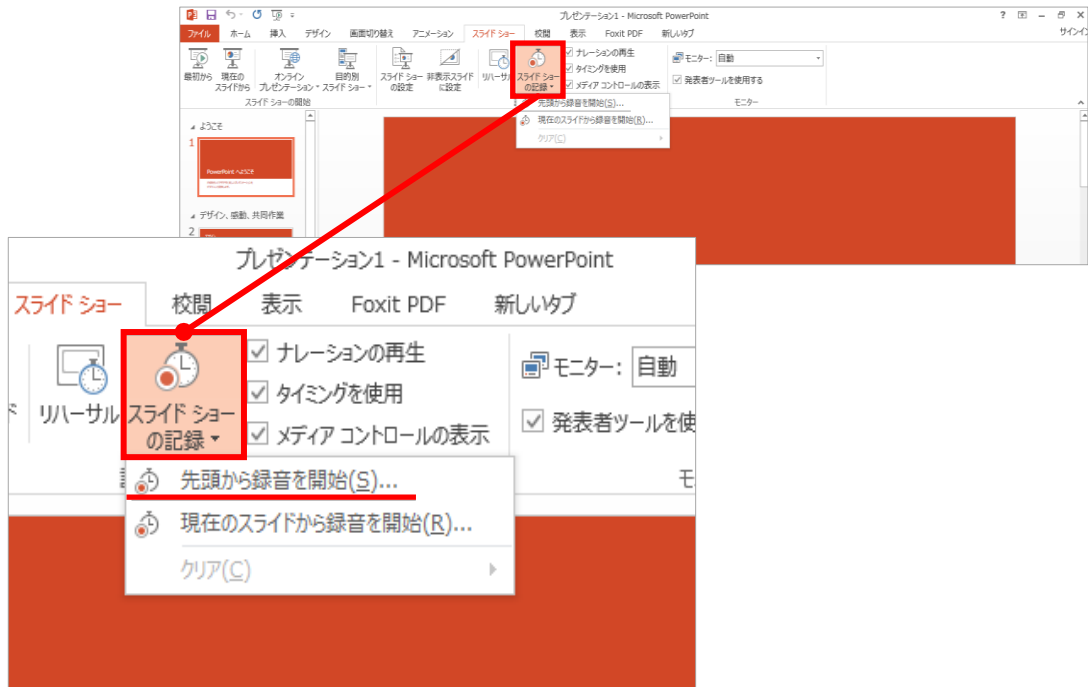 プレゼンテーション1 - Microsoft PowerPoint
ファイル ホーム 挿入 デザイン 画面切り替え アニメーション スライド ショー 校閲 表示 Foxit PDF 新しいタブ サインイン
最初から 現在の スライドから オンライン プレゼンテーション 目的別 スライド ショー スライド ショー の設定 非表示スライド に設定 リハーサル スライド ショー の記録
ナレーションの再生
タイミングを使用
メディア コントロールの表示
モニター: 自動
発表者ツールを使用する
スライド ショーの開始
モニター
先頭から録音を開始(S)...
現在のスライドから録音を開始(R)...
クリア(C)
ようこそ
1
PowerPoint へようこそ
デザイン、感動、共同作業
2
プレゼンテーション1 - Microsoft PowerPoint
スライド ショー 校閲 表示 Foxit PDF 新しいタブ
リハーサル
スライド ショー
の記録
ナレーションの再生
タイミングを使用
メディア コントロールの表示
モニター: 自動
発表者ツールを使
モ
先頭から録音を開始(S)...
現在のスライドから録音を開始(R)...
クリア(C)